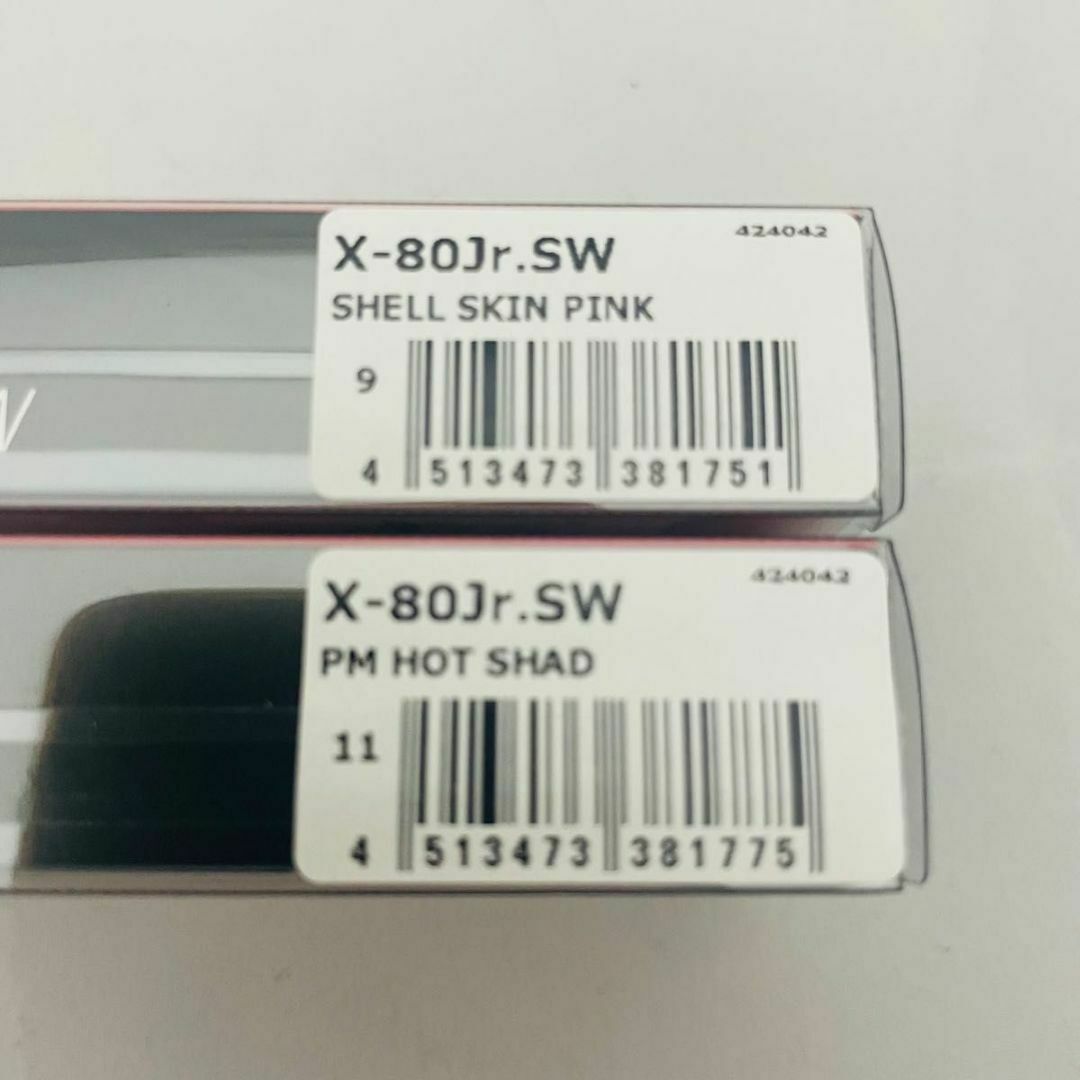 X-80Jr.SW
424042
SHELL SKIN PINK
9
4 513473 381751
X-80Jr.SW
424042
PM HOT SHAD
11
4 513473 381775